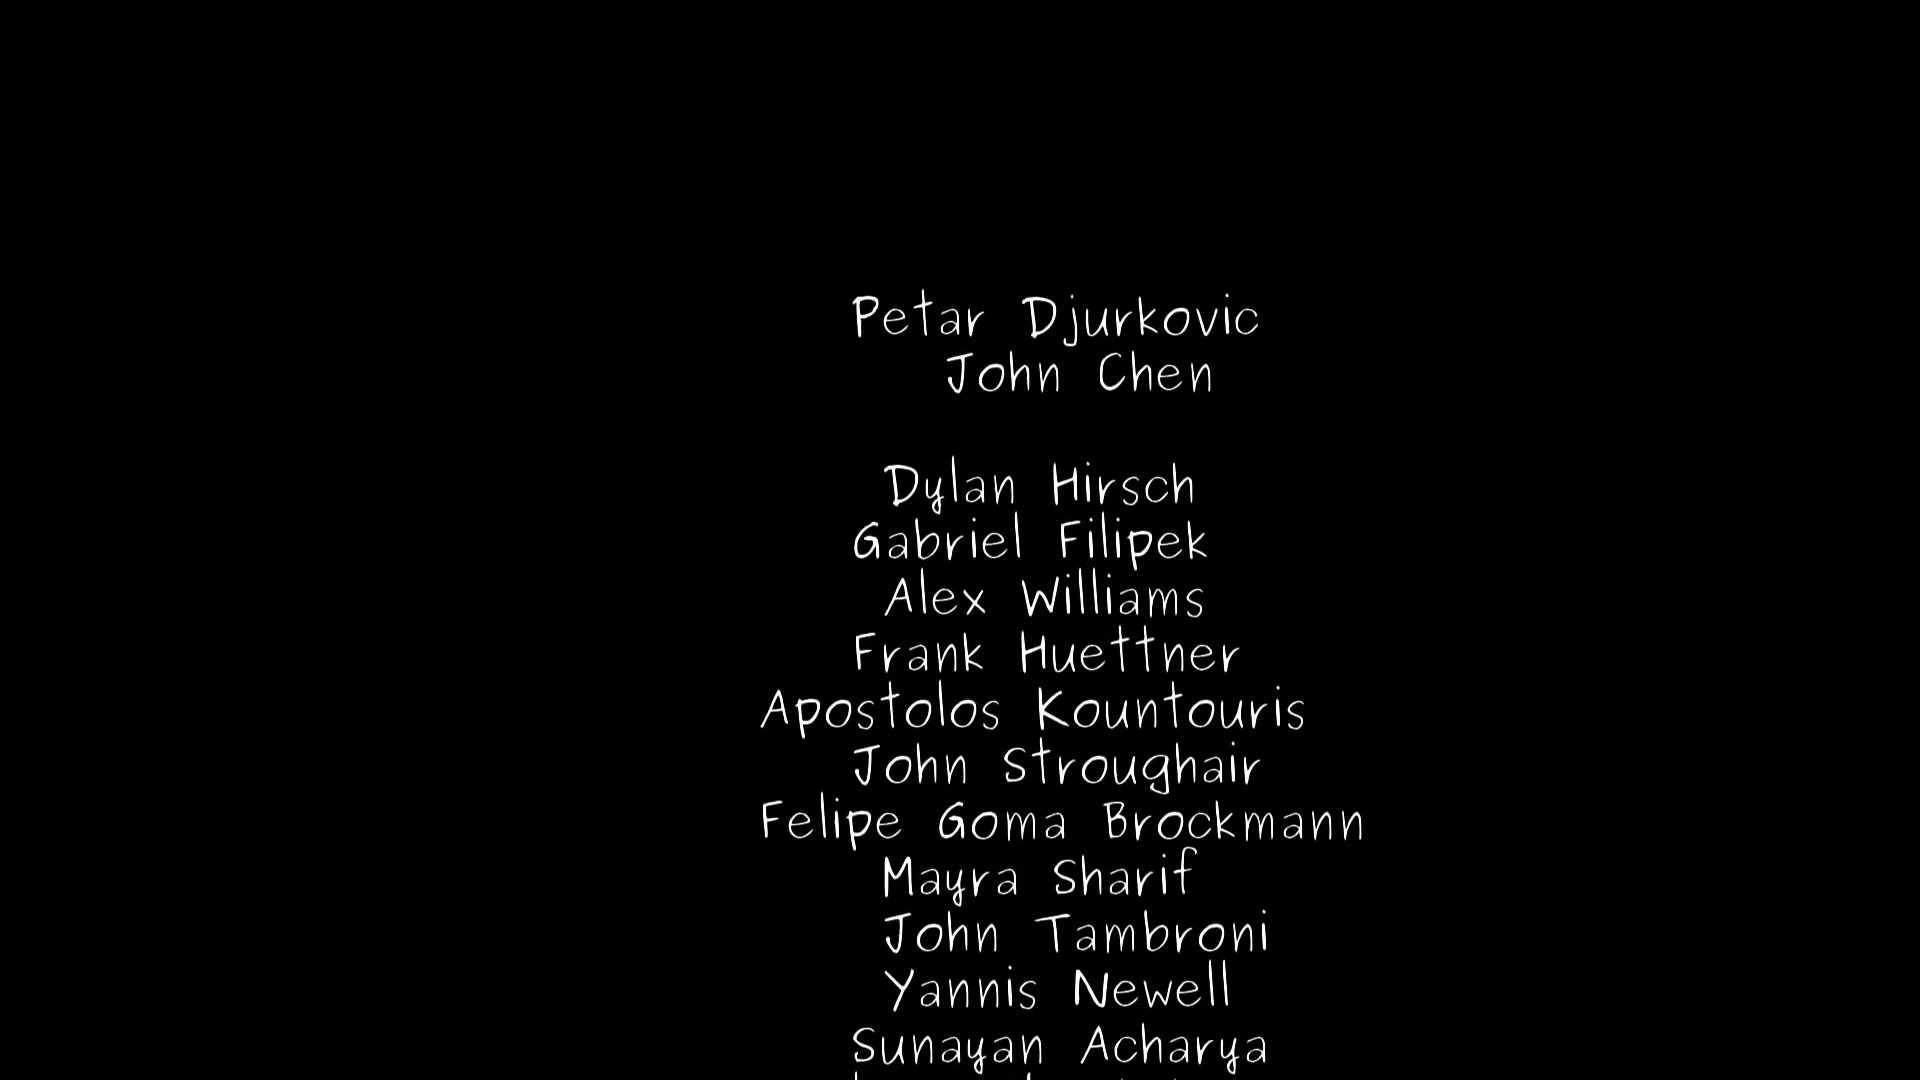 Petar Djurkovic
John Chen
Dylan Hirsch
Gabriel Filipek
Alex Williams
Frank Huettner
Apostolos Kountouris
John Stroughair
Felipe Goma Brockmann
Mayra Sharif
John Tambroni
Yannis Newell
Sunayan Acharya